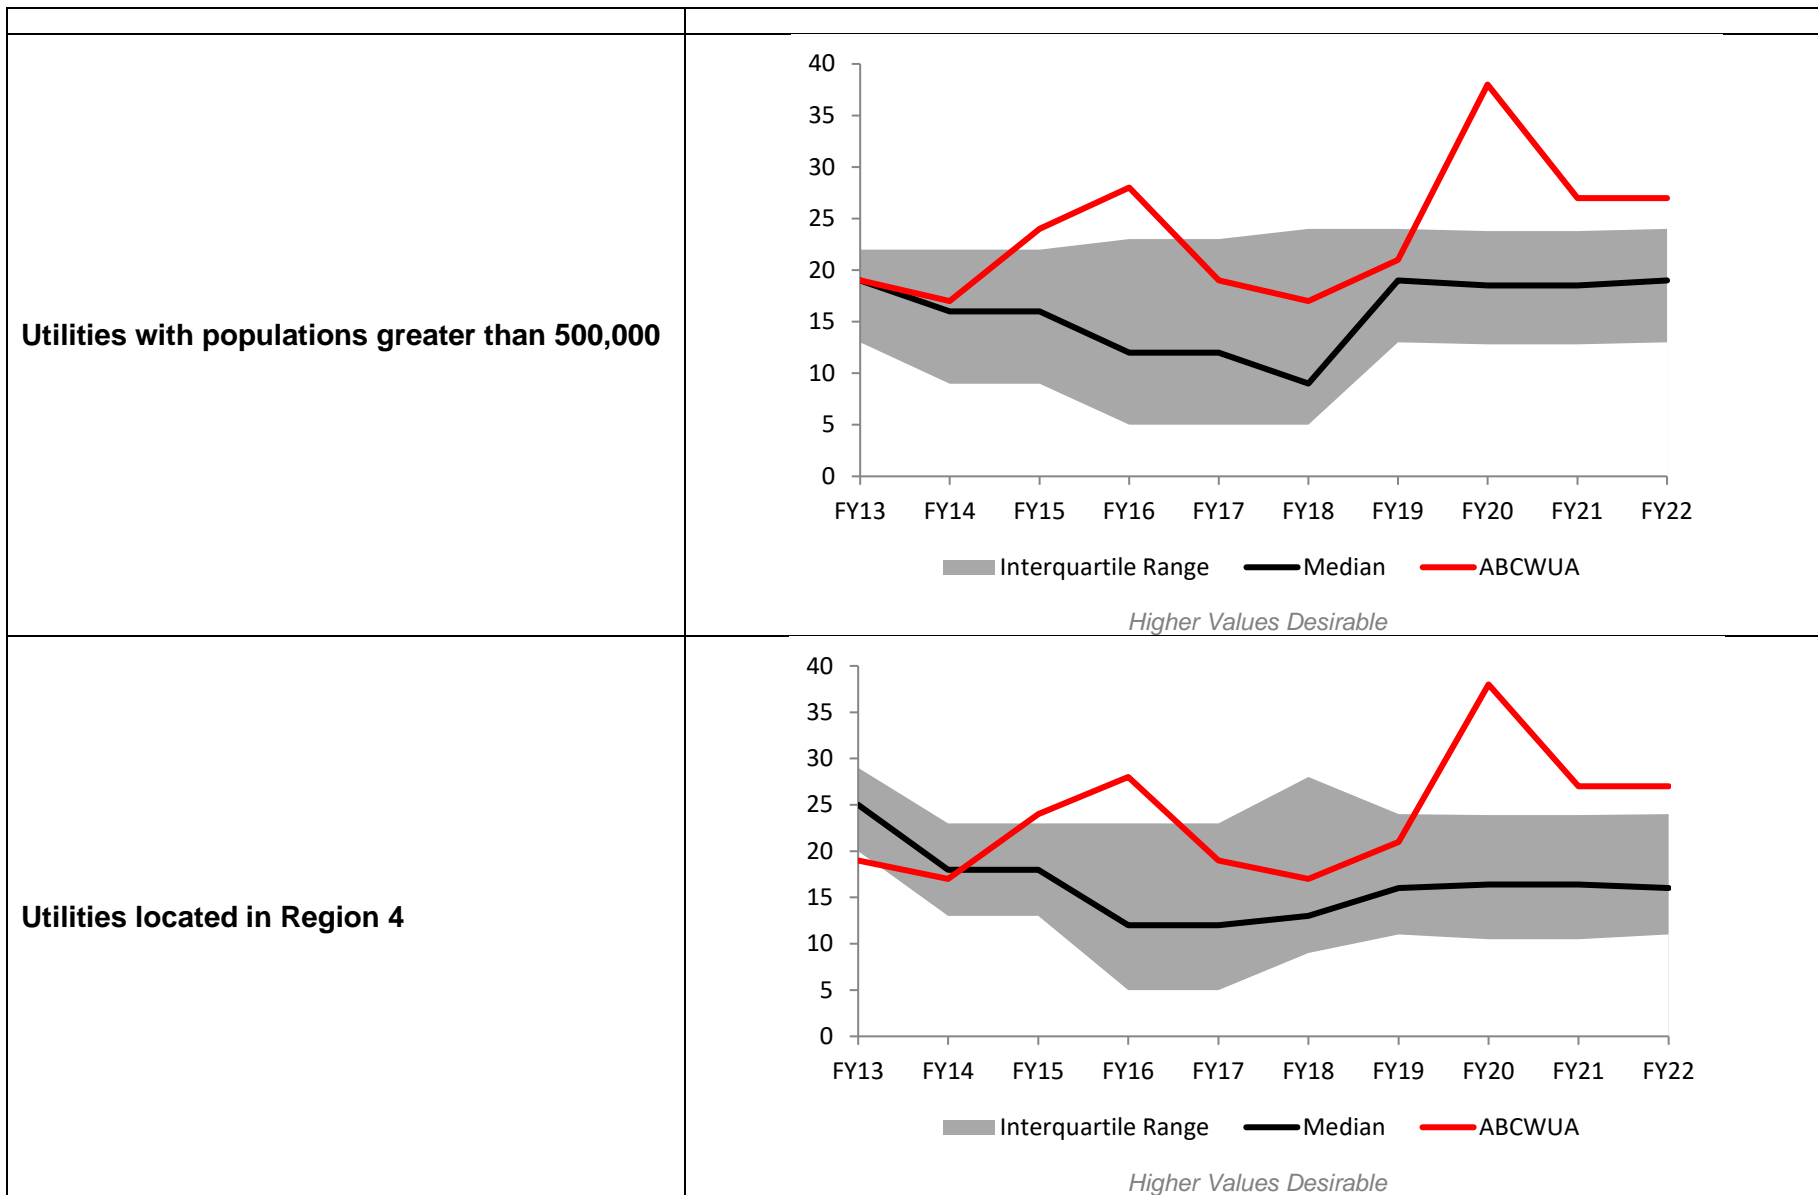 Utilities with populations greater than 500,000
40
35
30
25
20
15
10
5
0
FY13 FY14 FY15 FY16 FY17 FY18 FY19 FY20 FY21 FY22
Interquartile Range Median ABCWUA
Higher Values Desirable
Utilities located in Region 4
40
35
30
25
20
15
10
5
0
FY13 FY14 FY15 FY16 FY17 FY18 FY19 FY20 FY21 FY22
Interquartile Range Median ABCWUA
Higher Values Desirable